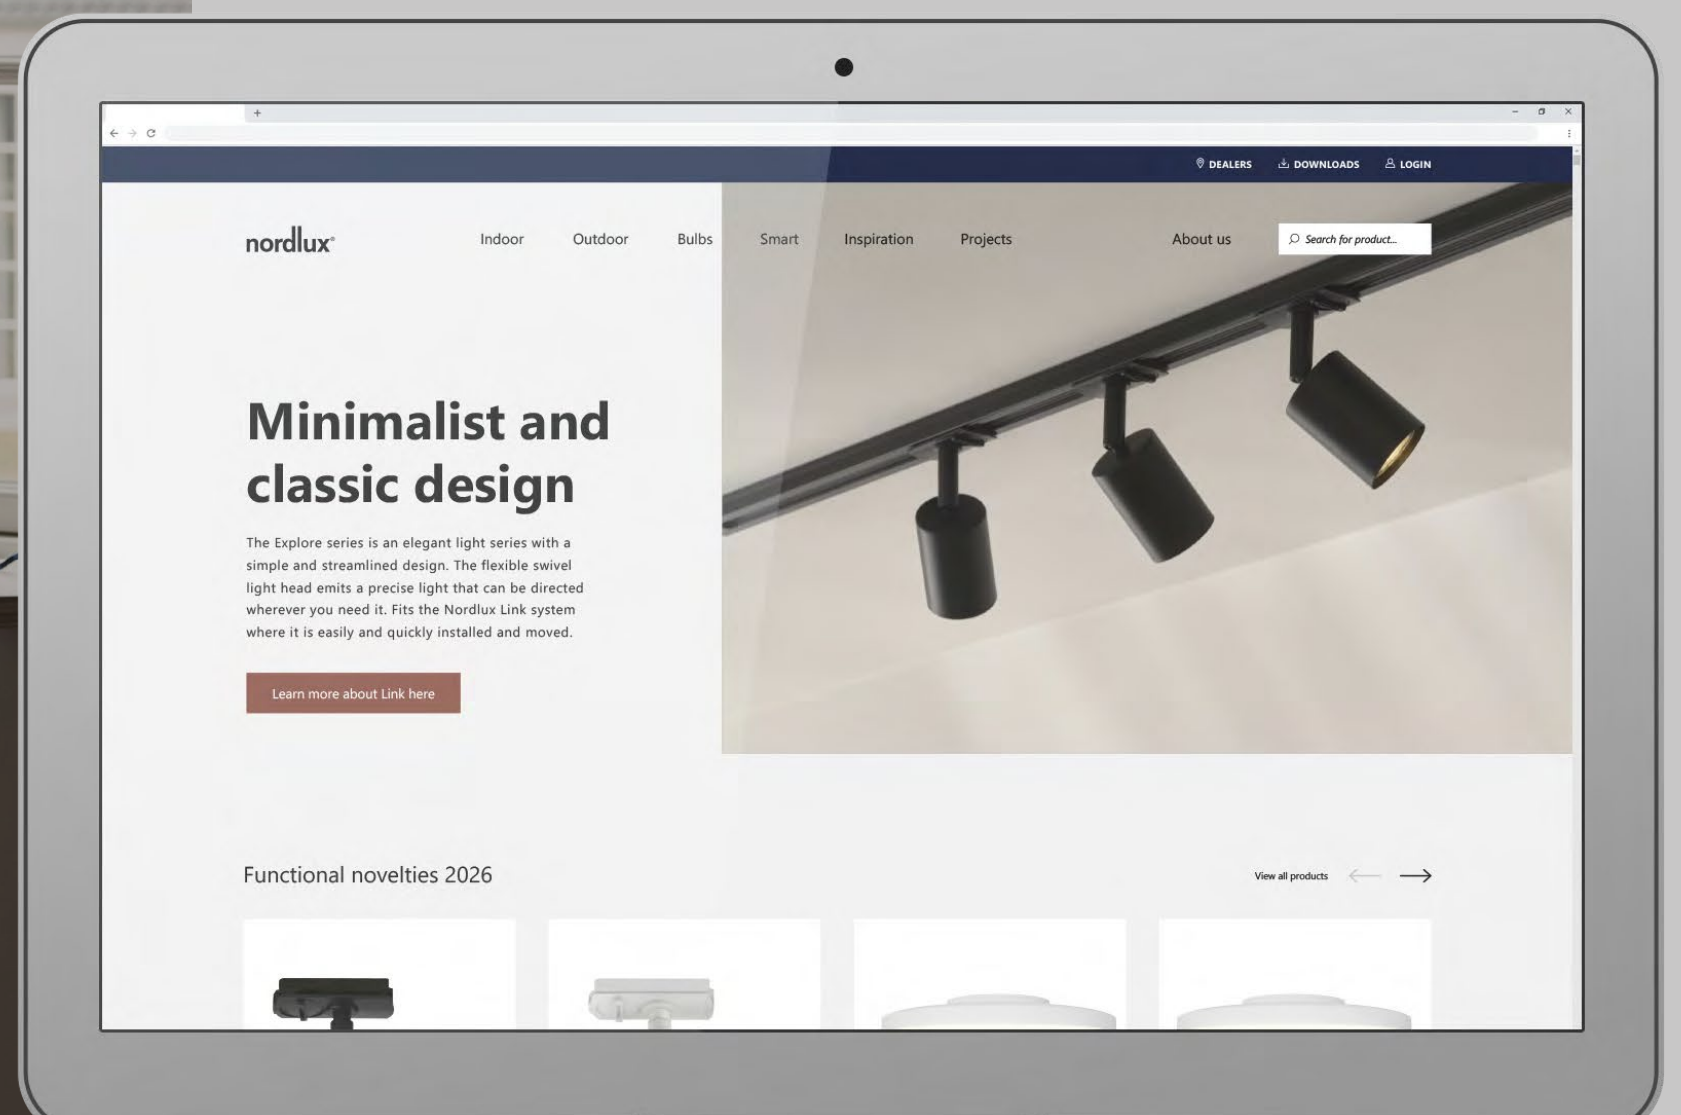 DEALERS DOWNLOADS LOGIN
nordlux® Indoor Outdoor Bulbs Smart Inspiration Projects About us Search for product...
Minimalist and
classic design
The Explore series is an elegant light series with a
simple and streamlined design. The flexible swivel
light head emits a precise light that can be directed
wherever you need it. Fits the Nordlux Link system
where it is easily and quickly installed and moved.
Learn more about Link here
Functional novelties 2026
View all products